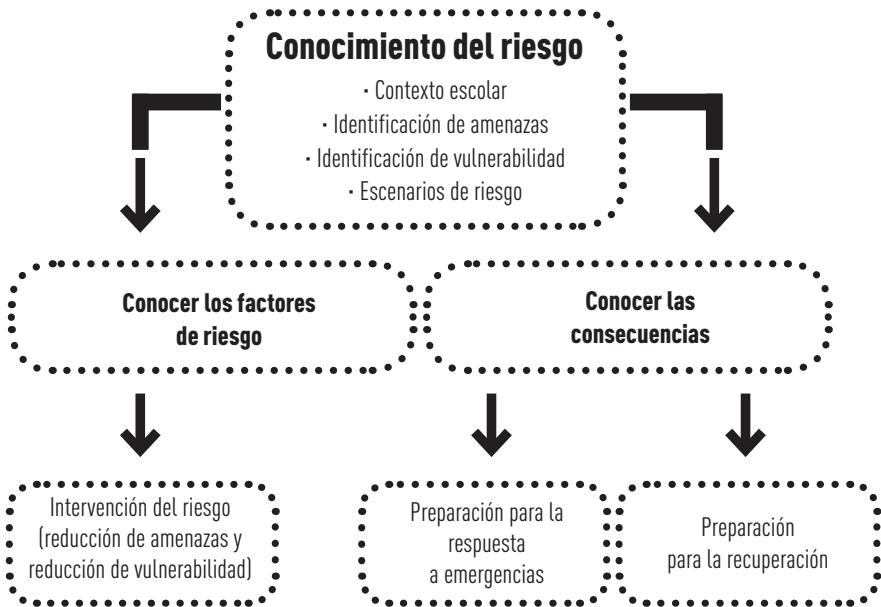 Conocimiento del riesgo
· Contexto escolar
· Identificación de amenazas
· Identificación de vulnerabilidad
· Escenarios de riesgo
Conocer los factores
de riesgo
Conocer las
consecuencias
Intervención del riesgo
(reducción de amenazas y
reducción de vulnerabilidad)
Preparación para la
respuesta
a emergencias
Preparación
para la recuperación